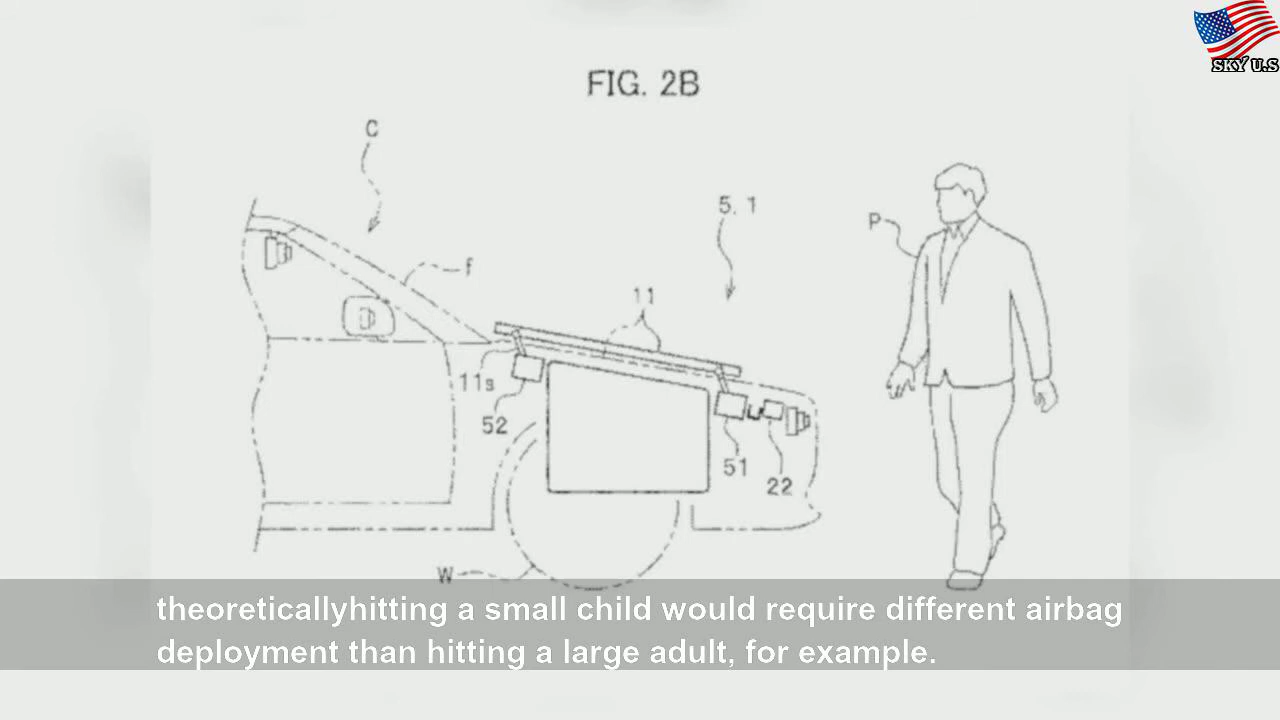 SKY U.S
FIG. 2B
C
5, 1
P
f
11
11s
52
51
22
W
theoreticallyhitting a small child would require different airbag
deployment than hitting a large adult, for example.